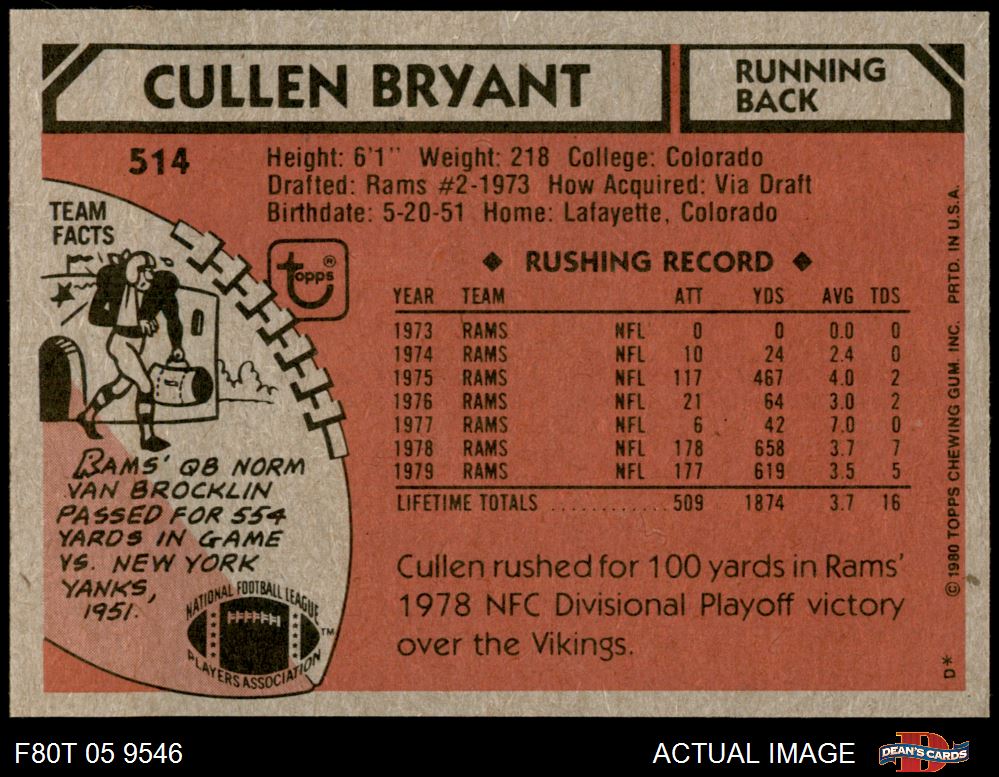 CULLEN BRYANT
RUNNING
BACK
514
Height: 6'1" Weight: 218 College: Colorado
Drafted: Rams #2-1973 How Acquired: Via Draft
Birthdate: 5-20-51 Home: Lafayette, Colorado
TEAM
FACTS
topps®
◆ RUSHING RECORD ◆
YEAR TEAM ATT YDS AVG TDS
1973 RAMS NFL 0 0 0.0 0
1974 RAMS NFL 10 24 2.4 0
1975 RAMS NFL 117 467 4.0 2
1976 RAMS NFL 21 64 3.0 2
1977 RAMS NFL 6 42 7.0 0
1978 RAMS NFL 178 658 3.7 7
1979 RAMS NFL 177 619 3.5 5
LIFETIME TOTALS ............ 509 1874 3.7 16
RAMS' QB NORM
VAN BROCKLIN
PASSED FOR 554
YARDS IN GAME
VS. NEW YORK
YANKS,
1951.
NATIONAL FOOTBALL LEAGUE
PLAYERS ASSOCIATION
TM
Cullen rushed for 100 yards in Rams'
1978 NFC Divisional Playoff victory
over the Vikings.
D* © 1980 TOPPS CHEWING GUM. INC. PRTD. IN U.S.A.
F80T 05 9546
ACTUAL IMAGE
DEAN'S CARDS